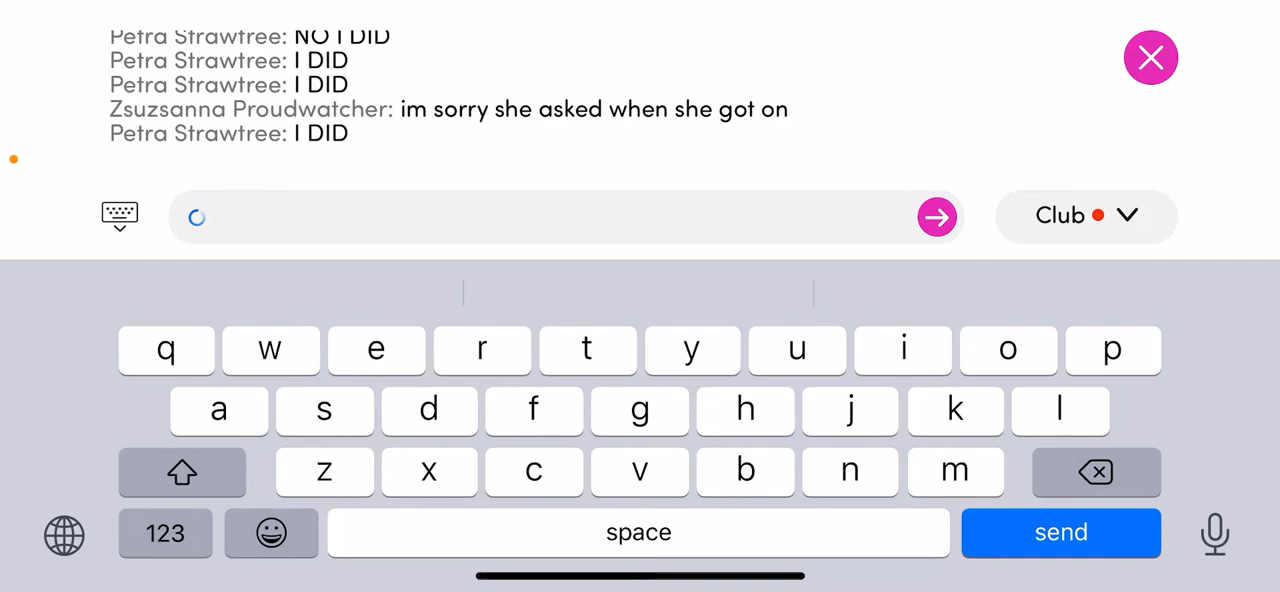 Petra Strawtree: NO I DID
Petra Strawtree: I DID
Petra Strawtree: I DID
Zsuzsanna Proudwatcher: im sorry she asked when she got on
Petra Strawtree: I DID
Club
q w e r t y u i o p
a s d f g h j k l
z x c v b n m
123 space send